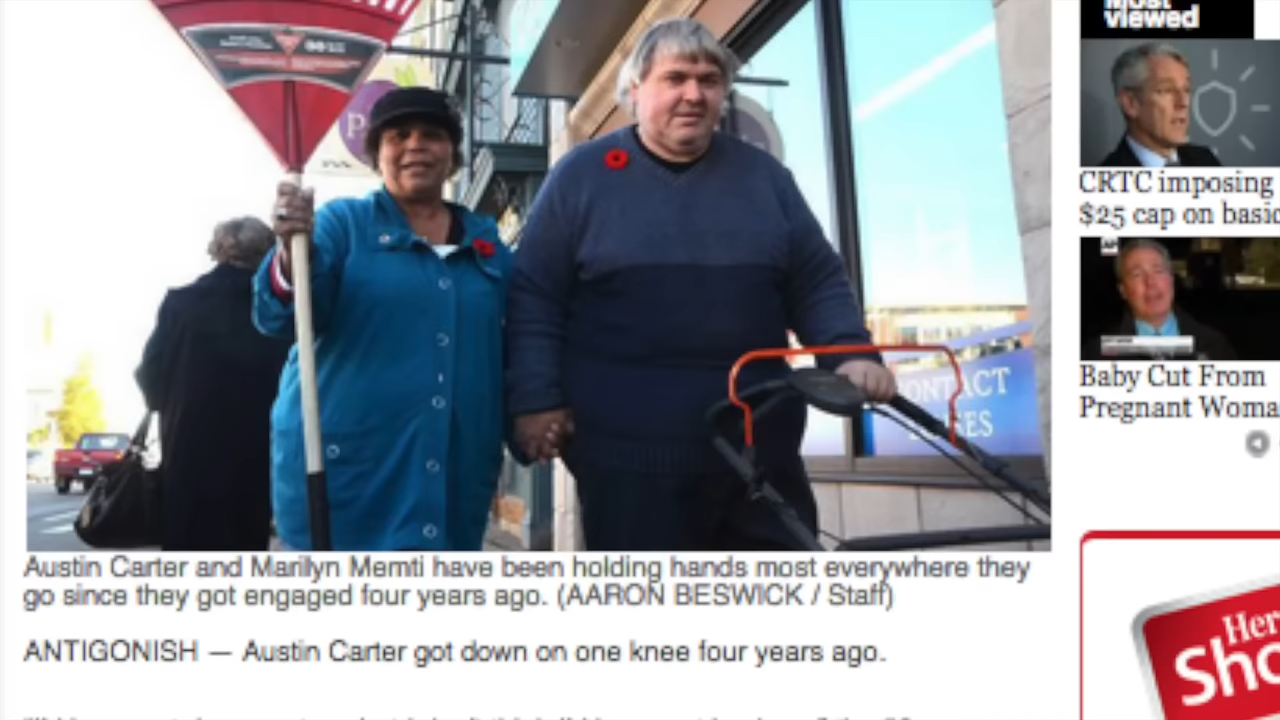 Most
viewed
CRTC imposing
$25 cap on basic
Baby Cut From
Pregnant Woma
CONTACT
Austin Carter and Marilyn Memti have been holding hands most everywhere they
go since they got engaged four years ago. (AARON BESWICK / Staff)
ANTIGONISH — Austin Carter got down on one knee four years ago.
Her
Sho